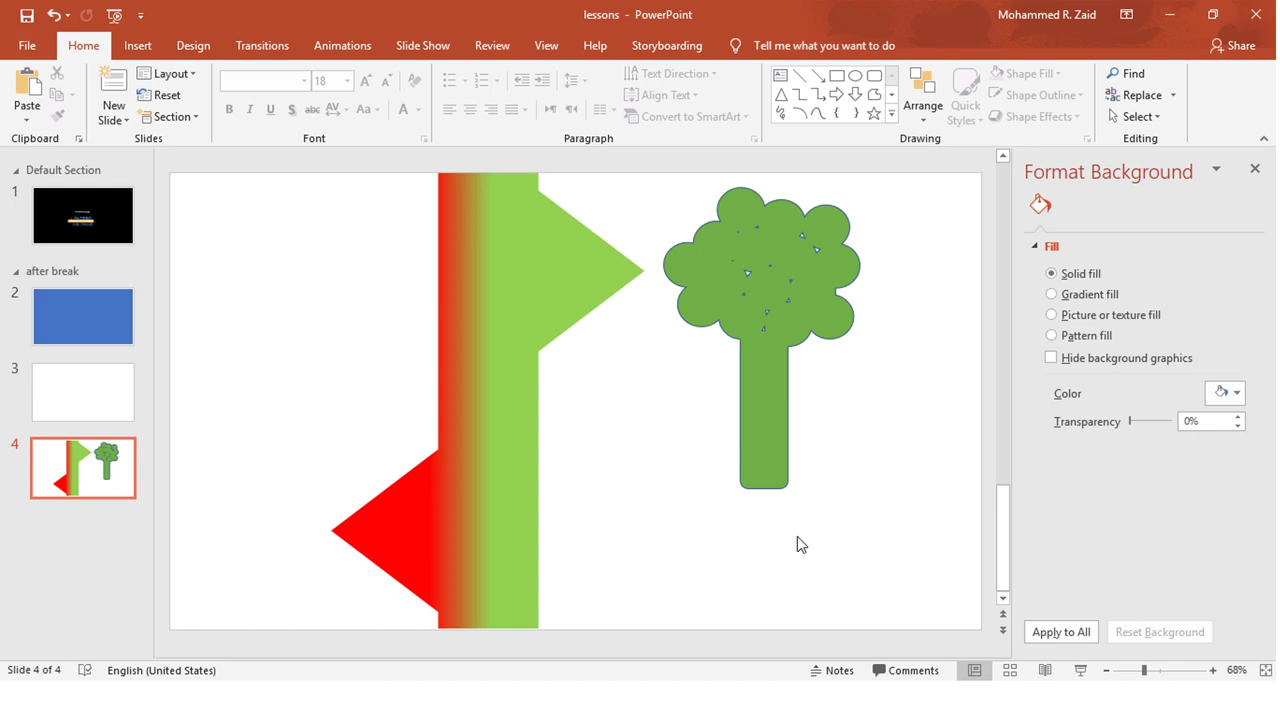 lessons - PowerPoint
Mohammed R. Zaid
File Home Insert Design Transitions Animations Slide Show Review View Help Storyboarding Tell me what you want to do Share
Paste
New
Slide
Layout
Reset
Section
18
B I U S abc AV Aa A
Text Direction
Align Text
Convert to SmartArt
Arrange
Quick
Styles
Shape Fill
Shape Outline
Shape Effects
Find
Replace
Select
Clipboard Slides Font Paragraph Drawing Editing
Default Section
1
after break
2
3
4
Format Background
Fill
Solid fill
Gradient fill
Picture or texture fill
Pattern fill
Hide background graphics
Color
Transparency 0%
Apply to All Reset Background
Slide 4 of 4 English (United States) Notes Comments 68%